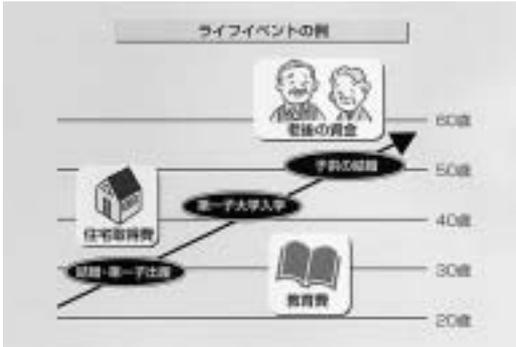 ライフイベントの例
老後の資金
60歳
子供の結婚
50歳
第一子大学入学
住宅取得費
40歳
結婚・第一子出産
30歳
教育費
20歳